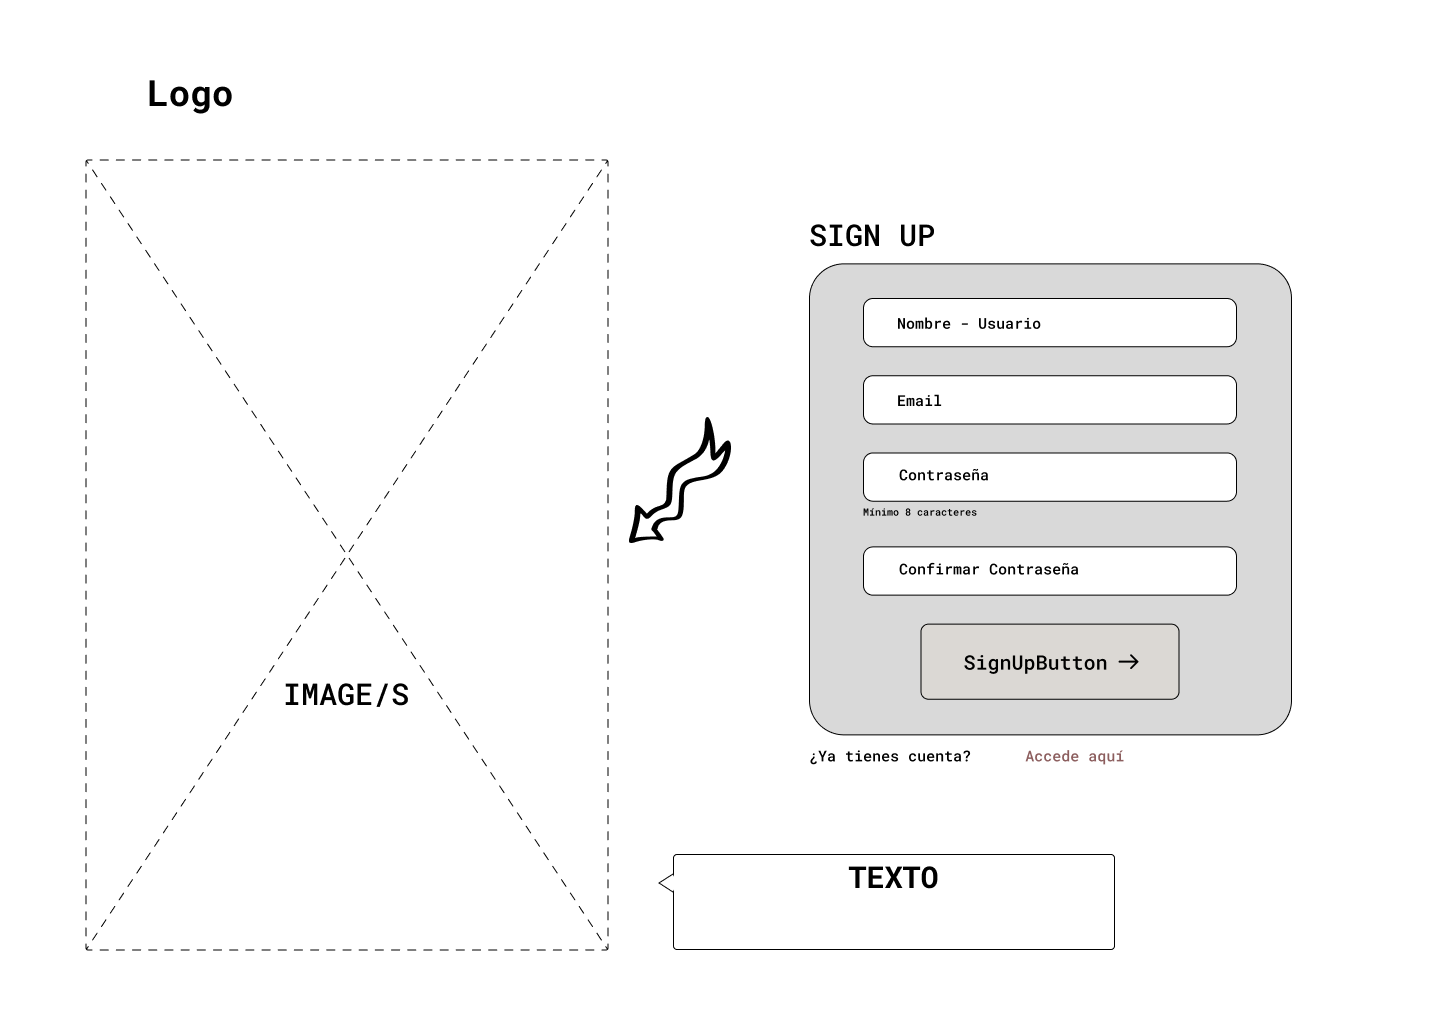 Logo
SIGN UP
Nombre - Usuario
Email
Contraseña
Mínimo 8 caracteres
Confirmar Contraseña
SignUpButton
IMAGE/S
¿Ya tienes cuenta? Accede aquí
TEXTO